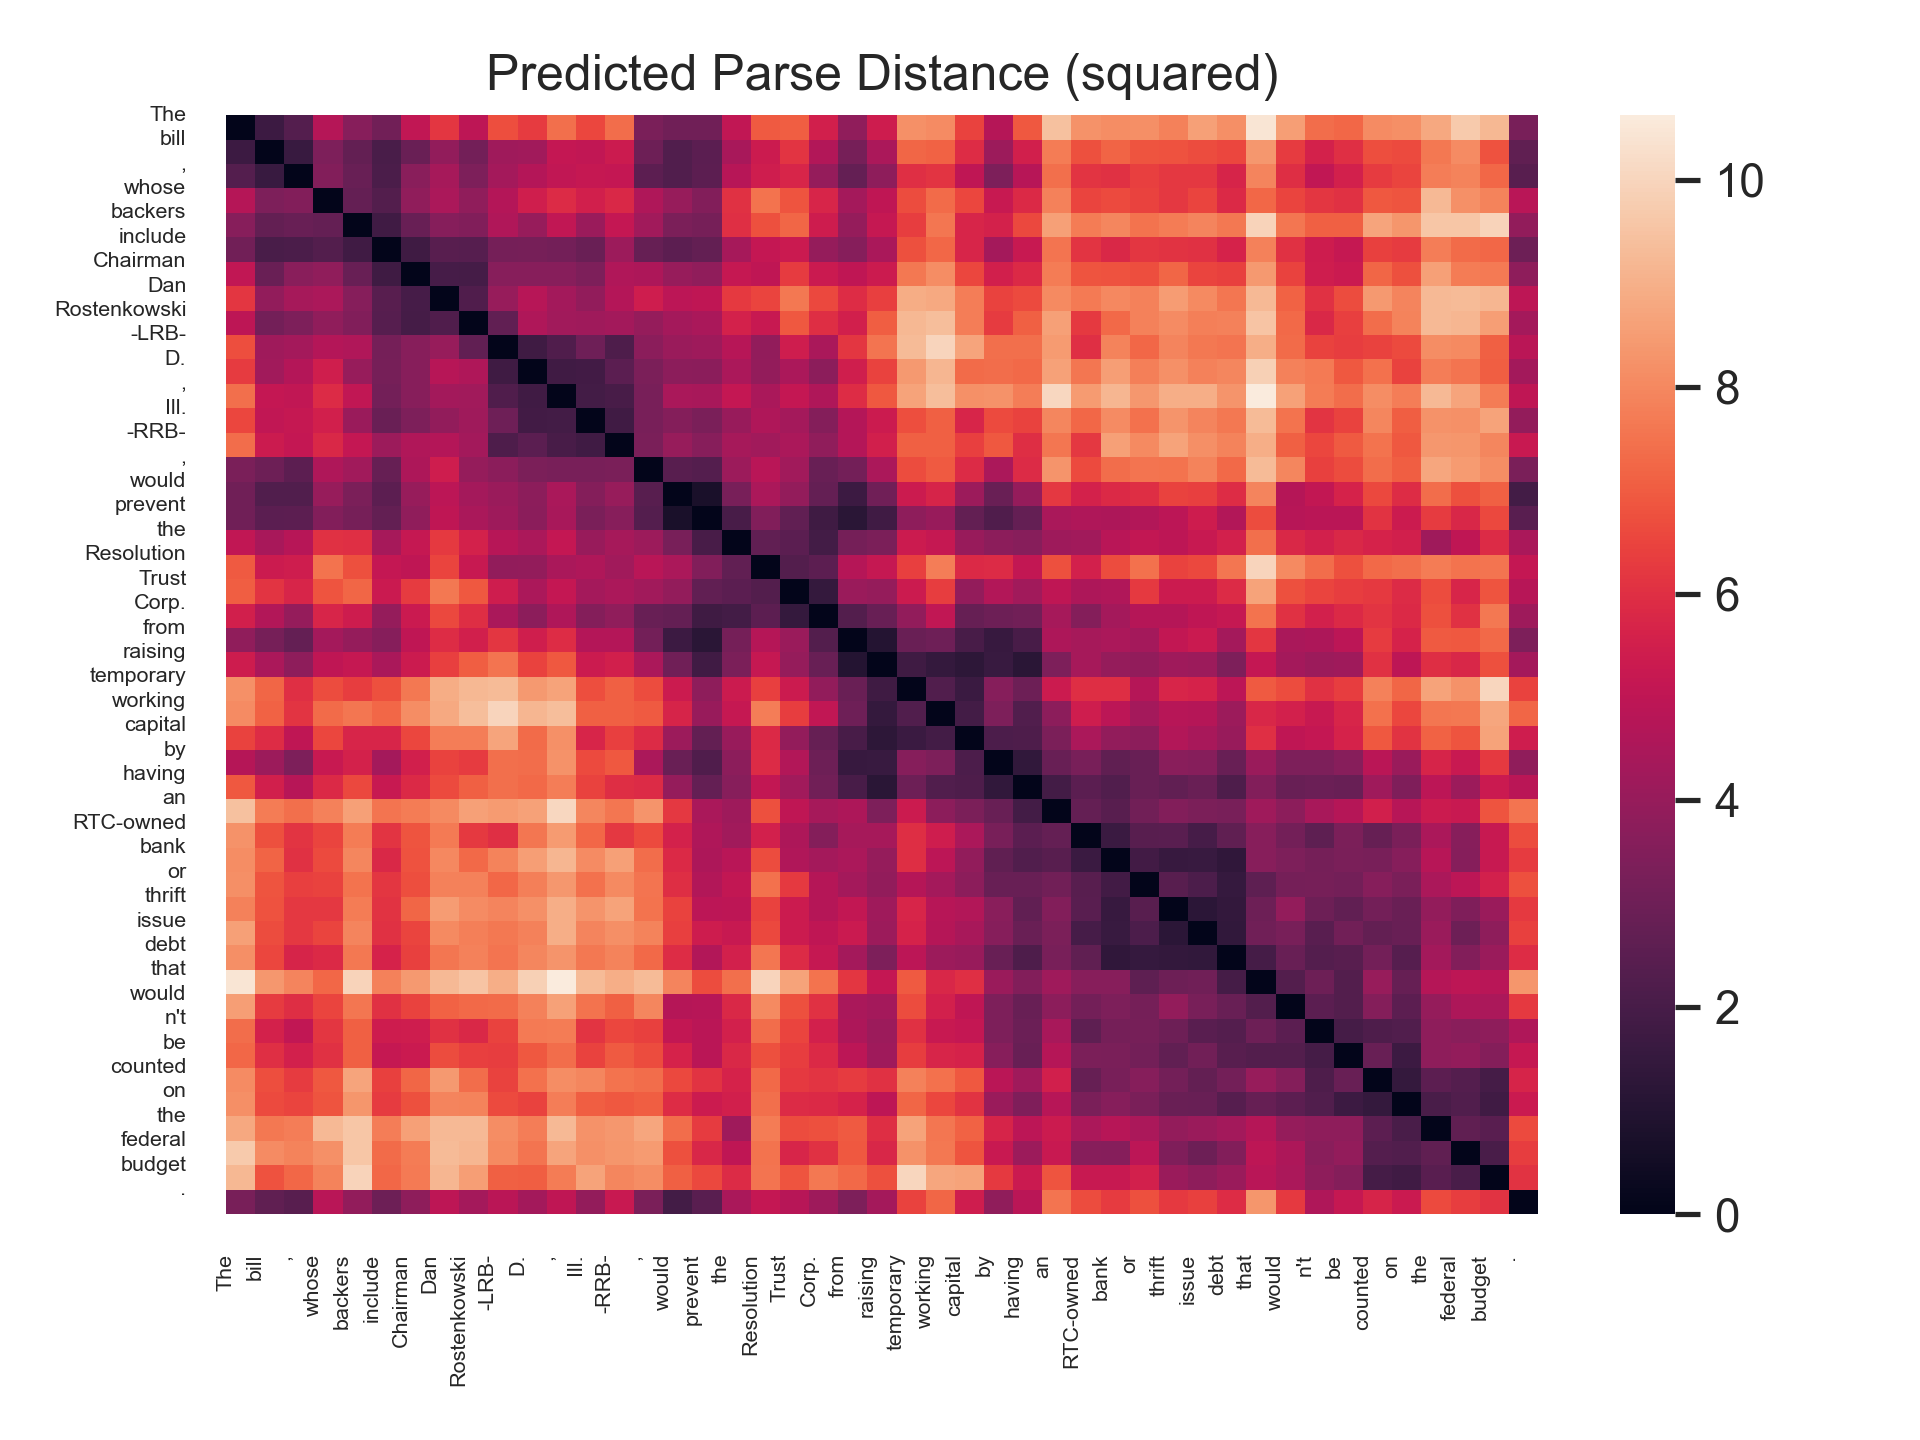 Predicted Parse Distance (squared)
The
bill
,
whose
backers
include
Chairman
Dan
Rostenkowski
-LRB-
D.
,
Ill.
-RRB-
,
would
prevent
the
Resolution
Trust
Corp.
from
raising
temporary
working
capital
by
having
an
RTC-owned
bank
or
thrift
issue
debt
that
would
n't
be
counted
on
the
federal
budget
.
10
8
6
4
2
0
The
bill
,
whose
backers
include
Chairman
Dan
Rostenkowski
-LRB-
D.
,
Ill.
-RRB-
,
would
prevent
the
Resolution
Trust
Corp.
from
raising
temporary
working
capital
by
having
an
RTC-owned
bank
or
thrift
issue
debt
that
would
n't
be
counted
on
the
federal
budget
.